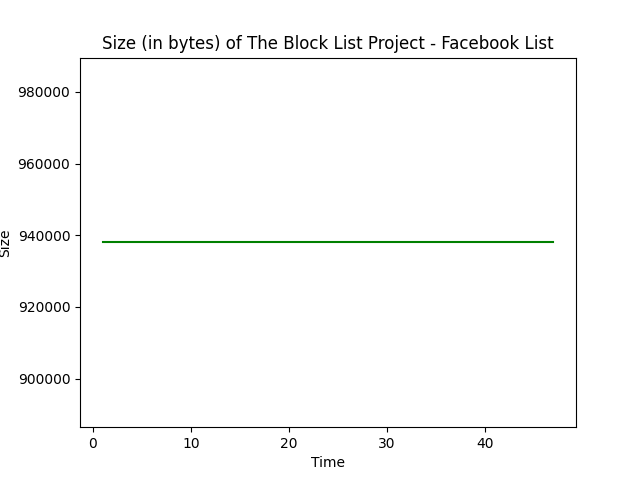 Size (in bytes) of The Block List Project - Facebook List
980000
960000
940000
920000
900000
Size
0 10 20 30 40
Time